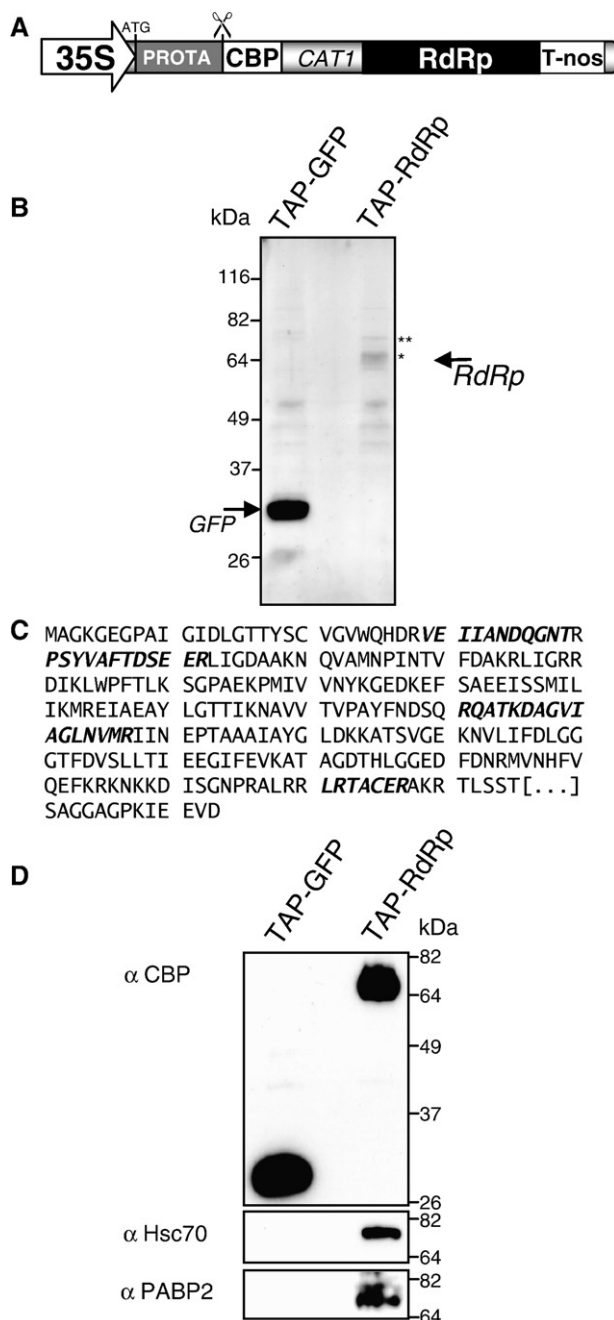 A
ATG
35S PROTA CBP CAT1 RdRp T-nos
B
kDa TAP-GFP TAP-RdRp
116
82
**
64 * RdRp
49
37
GFP
26
C
MAGKGEGPAI GIDLGTTYSC VGVWQHDRVE IIANDQGNTR
PSYVAFTDSE ERLIGDAAKN QVAMNPINTV FDAKRLIGRR
DIKLWPFTLK SGPAEKPMIV VNYKGEDKEF SAEEISSMIL
IKMREIAEAY LGTTIKNAVV TVPAYFNDSQ RQATKDAGVI
AGLNVMRIIN EPTAAAIAYG LDKKATSVGE KNVLIFDLGG
GTFDVSLLTI EEGIFEVKAT AGDTHLGGED FDNRMVNHFV
QEFKRKNKKD ISGNPRALRR LRTACERAKR TLSST[...]
SAGGAGPKIE EVD
D
TAP-GFP TAP-RdRp kDa
α CBP 82
64
49
37
26
α Hsc70 82
64
α PABP2 82
64